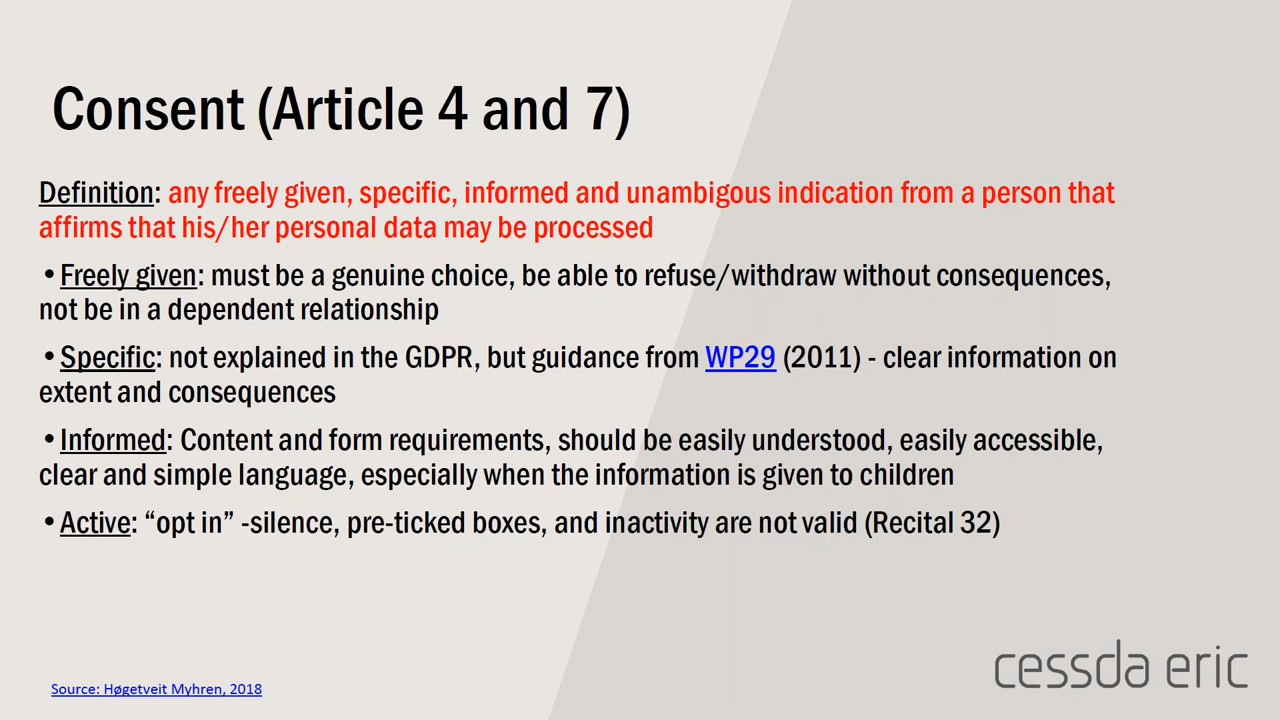 Consent (Article 4 and 7)
Definition: any freely given, specific, informed and unambigous indication from a person that
affirms that his/her personal data may be processed
•Freely given: must be a genuine choice, be able to refuse/withdraw without consequences,
not be in a dependent relationship
•Specific: not explained in the GDPR, but guidance from WP29 (2011) - clear information on
extent and consequences
•Informed: Content and form requirements, should be easily understood, easily accessible,
clear and simple language, especially when the information is given to children
•Active: “opt in” -silence, pre-ticked boxes, and inactivity are not valid (Recital 32)
Source: Høgetveit Myhren, 2018
cessda eric